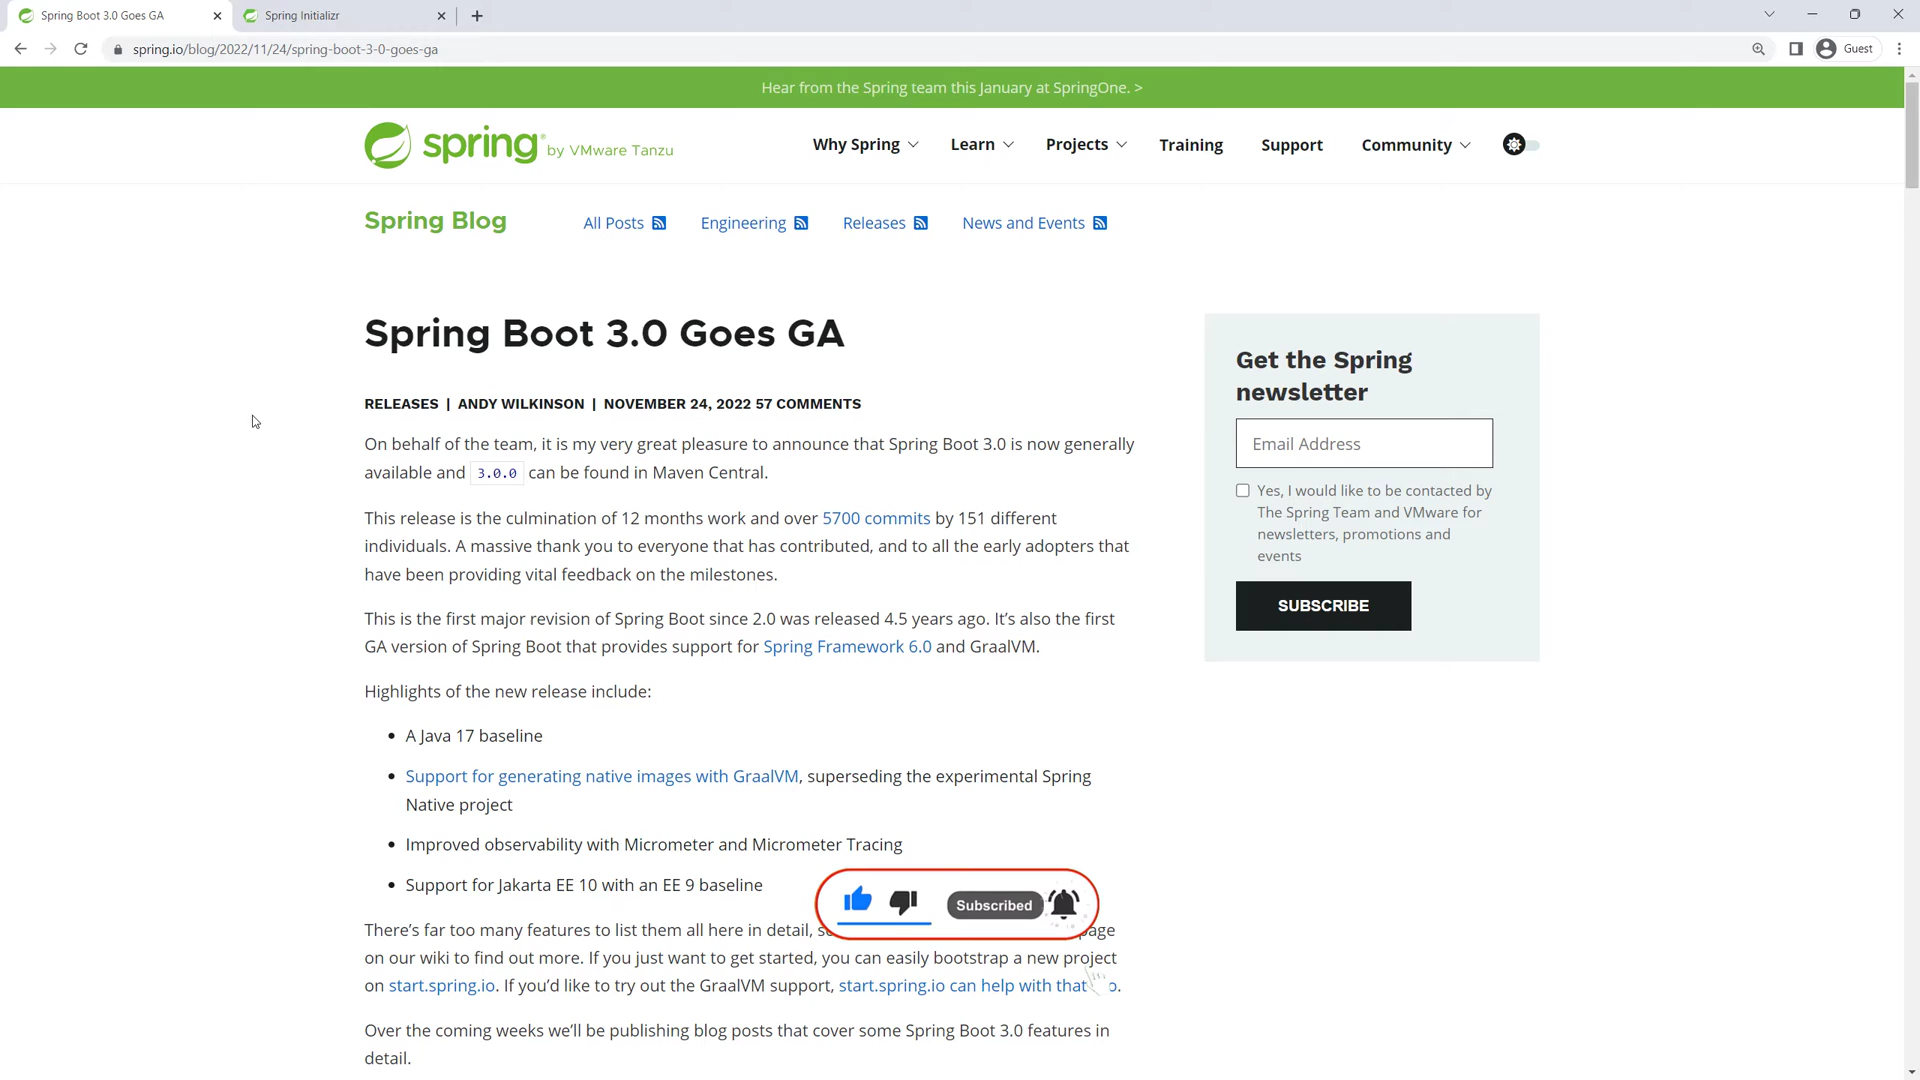 Spring Boot 3.0 Goes GA
Spring Initializr
spring.io/blog/2022/11/24/spring-boot-3-0-goes-ga
Guest
Hear from the Spring team this January at SpringOne. >
spring by VMware Tanzu
Why Spring
Learn
Projects
Training
Support
Community
Spring Blog
All Posts
Engineering
Releases
News and Events
Spring Boot 3.0 Goes GA
RELEASES | ANDY WILKINSON | NOVEMBER 24, 2022 57 COMMENTS
On behalf of the team, it is my very great pleasure to announce that Spring Boot 3.0 is now generally
available and 3.0.0 can be found in Maven Central.
This release is the culmination of 12 months work and over 5700 commits by 151 different
individuals. A massive thank you to everyone that has contributed, and to all the early adopters that
have been providing vital feedback on the milestones.
This is the first major revision of Spring Boot since 2.0 was released 4.5 years ago. It’s also the first
GA version of Spring Boot that provides support for Spring Framework 6.0 and GraalVM.
Highlights of the new release include:
• A Java 17 baseline
• Support for generating native images with GraalVM, superseding the experimental Spring
Native project
• Improved observability with Micrometer and Micrometer Tracing
• Support for Jakarta EE 10 with an EE 9 baseline
There’s far too many features to list them all here in detail, page
on our wiki to find out more. If you just want to get started, you can easily bootstrap a new project
on start.spring.io. If you’d like to try out the GraalVM support, start.spring.io can help with that
Over the coming weeks we’ll be publishing blog posts that cover some Spring Boot 3.0 features in
detail.
Get the Spring
newsletter
Email Address
Yes, I would like to be contacted by
The Spring Team and VMware for
newsletters, promotions and
events
SUBSCRIBE
Subscribed